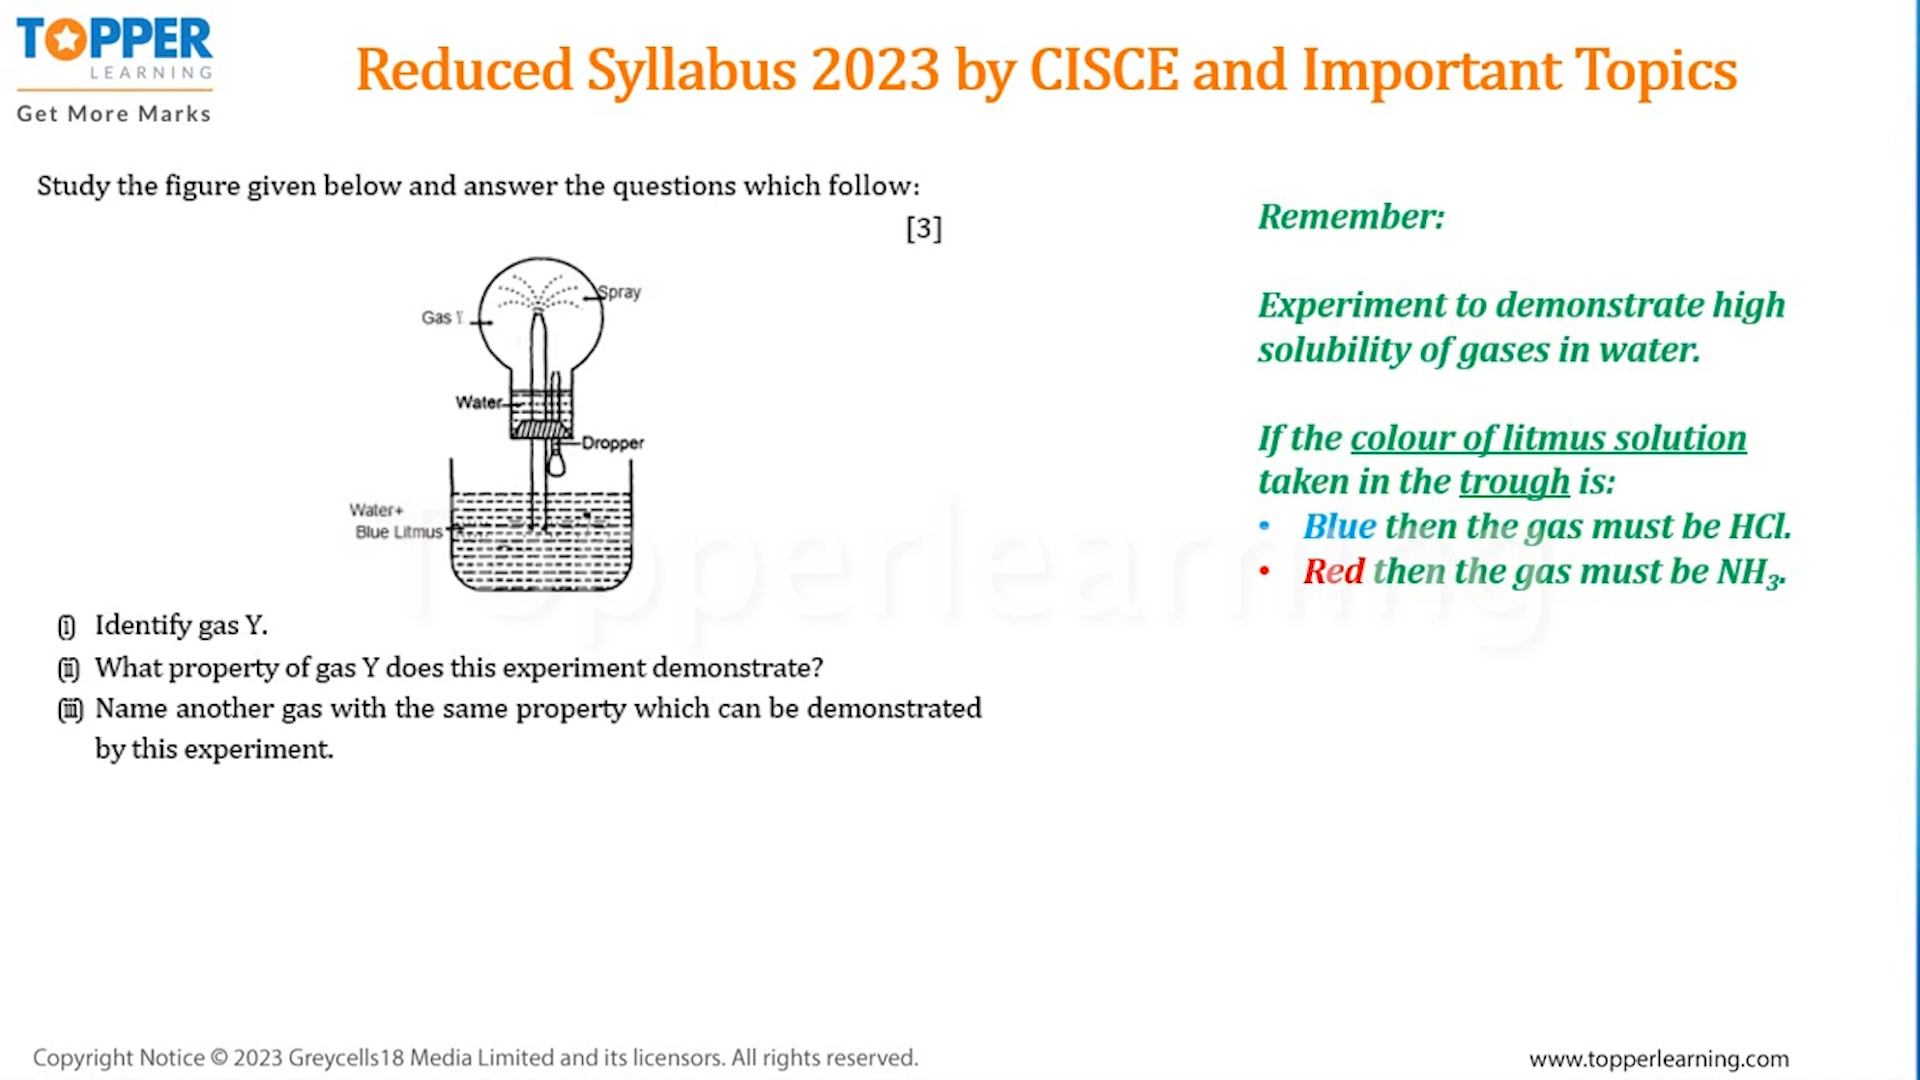 TOPPER
LEARNING
Get More Marks
Reduced Syllabus 2023 by CISCE and Important Topics
Study the figure given below and answer the questions which follow:
[3]
Spray
Gas Y
Water
Dropper
Water+
Blue Litmus
(i) Identify gas Y.
(ii) What property of gas Y does this experiment demonstrate?
(iii) Name another gas with the same property which can be demonstrated
by this experiment.
Remember:
Experiment to demonstrate high
solubility of gases in water.
If the colour of litmus solution
taken in the trough is:
• Blue then the gas must be HCl.
• Red then the gas must be NH₃.
Topperlearning
Copyright Notice © 2023 Greycells18 Media Limited and its licensors. All rights reserved.
www.topperlearning.com